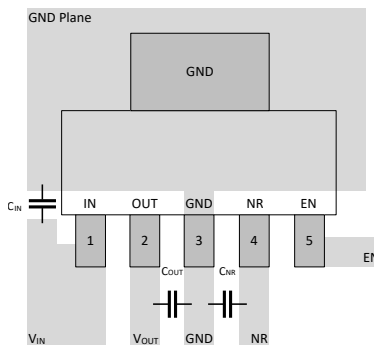 GND Plane
GND
CIN
IN OUT GND NR EN
1 2 3 4 5
EN
COUT CNR
VIN VOUT GND NR